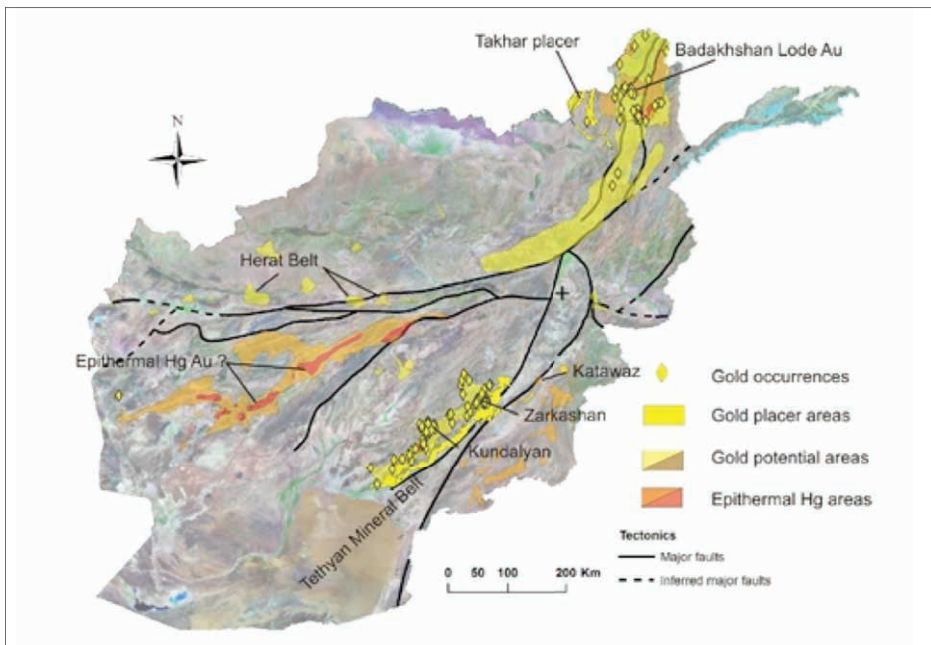 Takhar placer
Badakhshan Lode Au
N
Herat Belt
Epithermal Hg Au ?
Katawaz
Zarkashan
Kundalyan
Tethyan Mineral Belt
Gold occurrences
Gold placer areas
Gold potential areas
Epithermal Hg areas
Tectonics
Major faults
Inferred major faults
0 50 100 200 Km